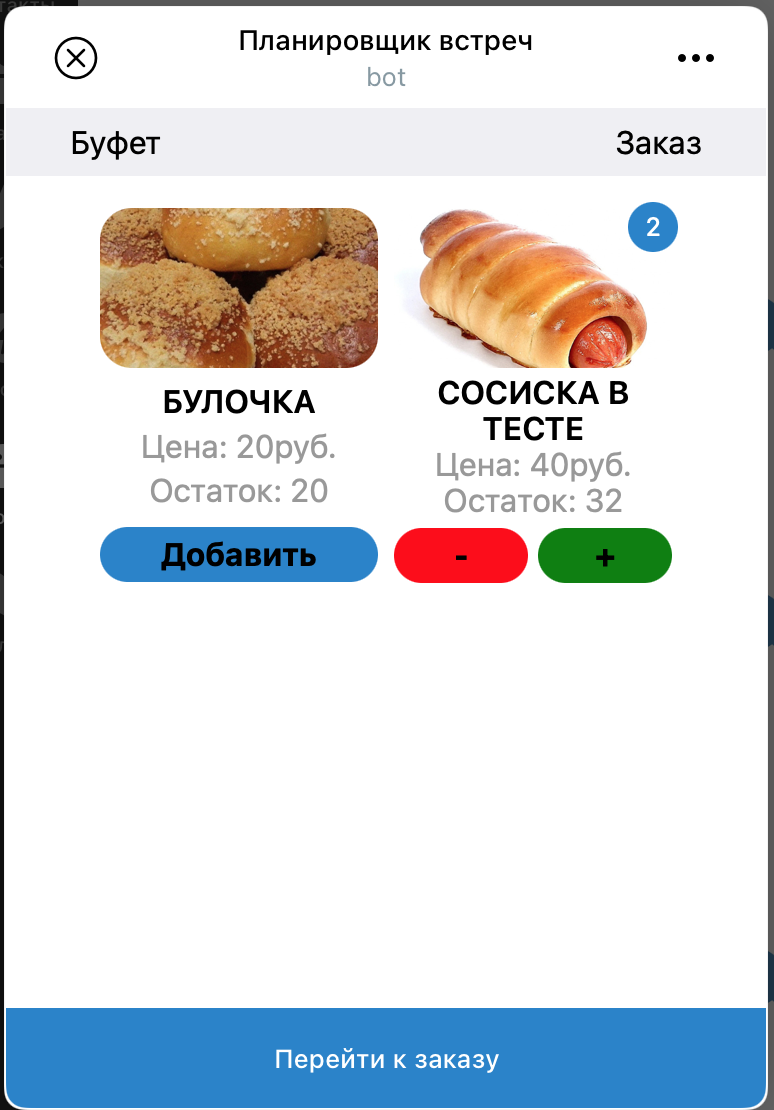 Планировщик встреч
bot
Буфет Заказ
2
БУЛОЧКА
Цена: 20руб.
Остаток: 20
Добавить
СОСИСКА В
ТЕСТЕ
Цена: 40руб.
Остаток: 32
- +
Перейти к заказу